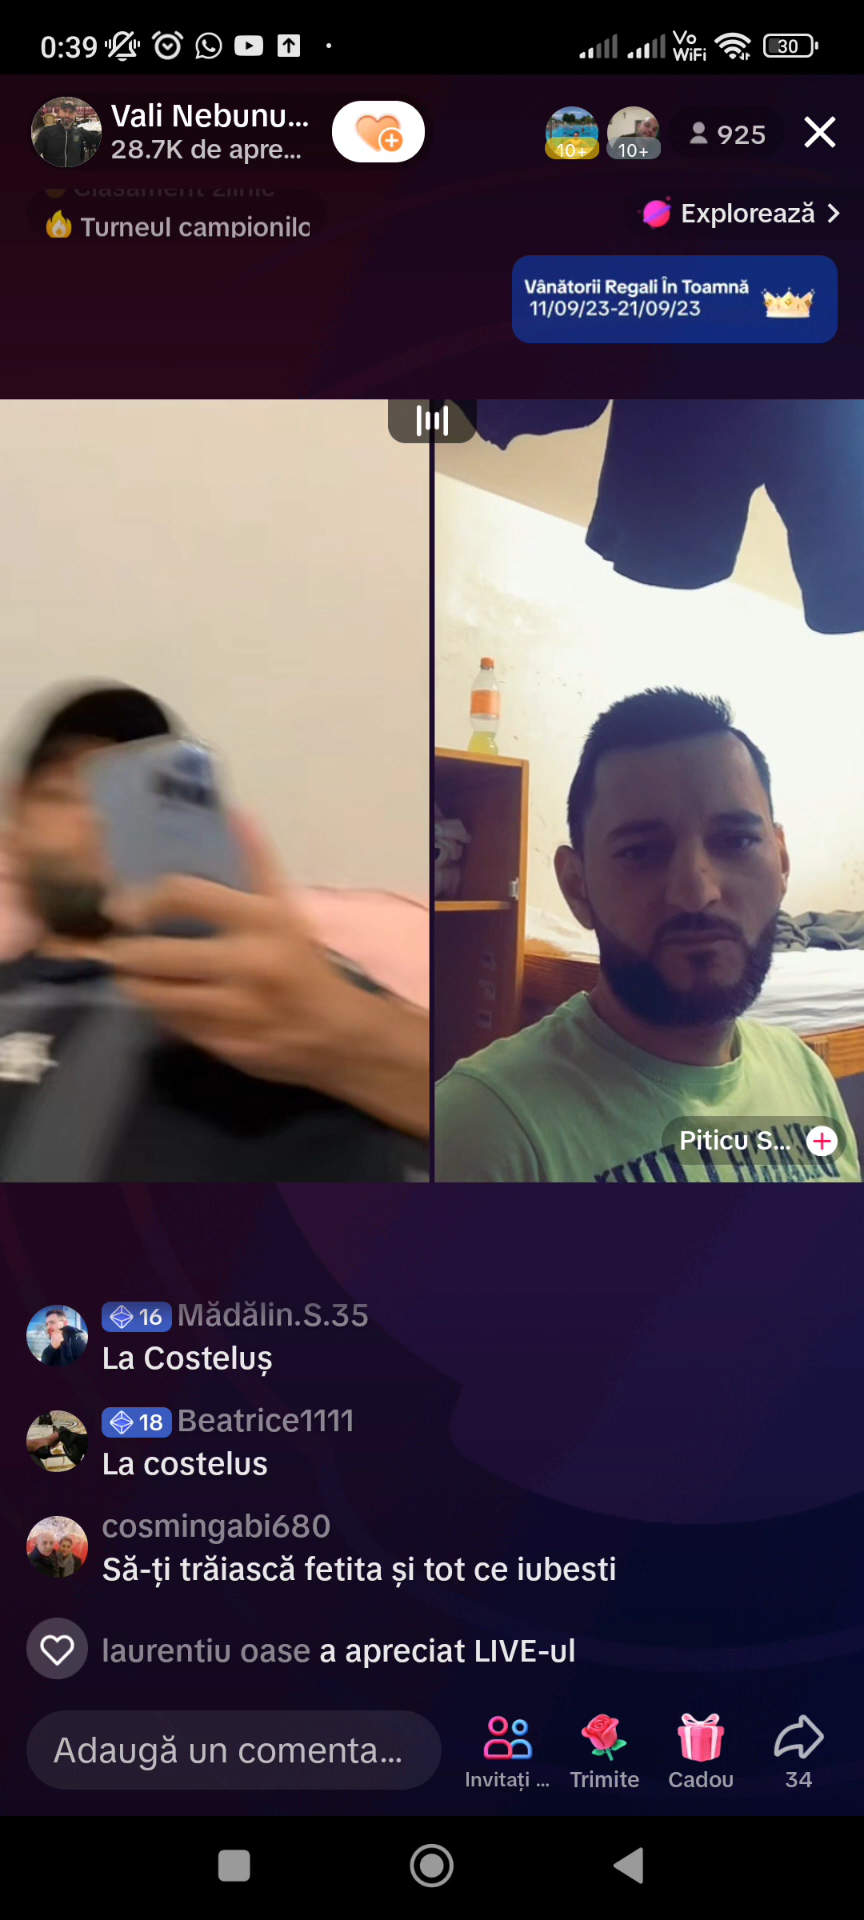 0:39
Vo
WiFi
30
Vali Nebunu...
28.7K de apre...
10+
10+
925
Clasament Zilnic
Turneul campionilo
Explorează
Vânătorii Regali În Toamnă
11/09/23-21/09/23
Piticu S...
16 Mădălin.S.35
La Costeluș
18 Beatrice1111
La costelus
cosmingabi680
Să-ți trăiască fetita și tot ce iubesti
laurentiu oase a apreciat LIVE-ul
Adaugă un comenta...
Invitați ...
Trimite
Cadou
34